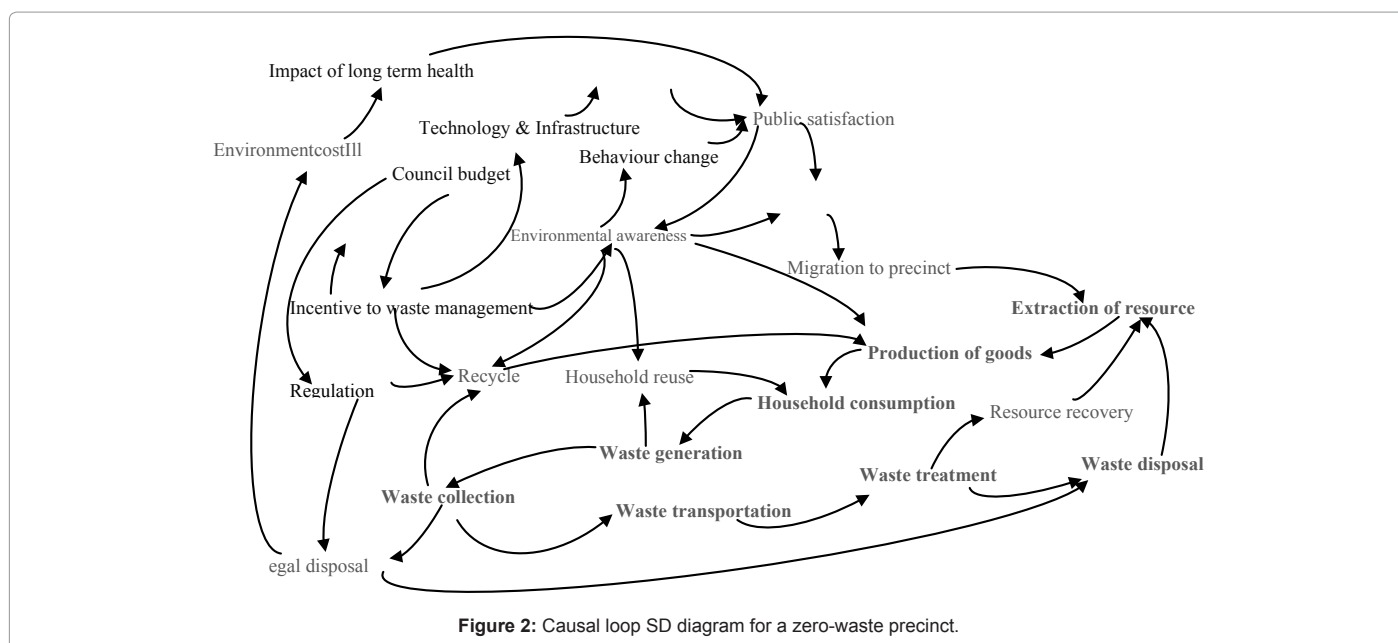 Impact of long term health
Public satisfaction
Technology & Infrastructure
EnvironmentcostIll
Behaviour change
Council budget
Environmental awareness
Migration to precinct
Incentive to waste management
Extraction of resource
Production of goods
Recycle
Household reuse
Regulation
Household consumption
Resource recovery
Waste generation
Waste disposal
Waste treatment
Waste collection
Waste transportation
egal disposal
Figure 2: Causal loop SD diagram for a zero-waste precinct.